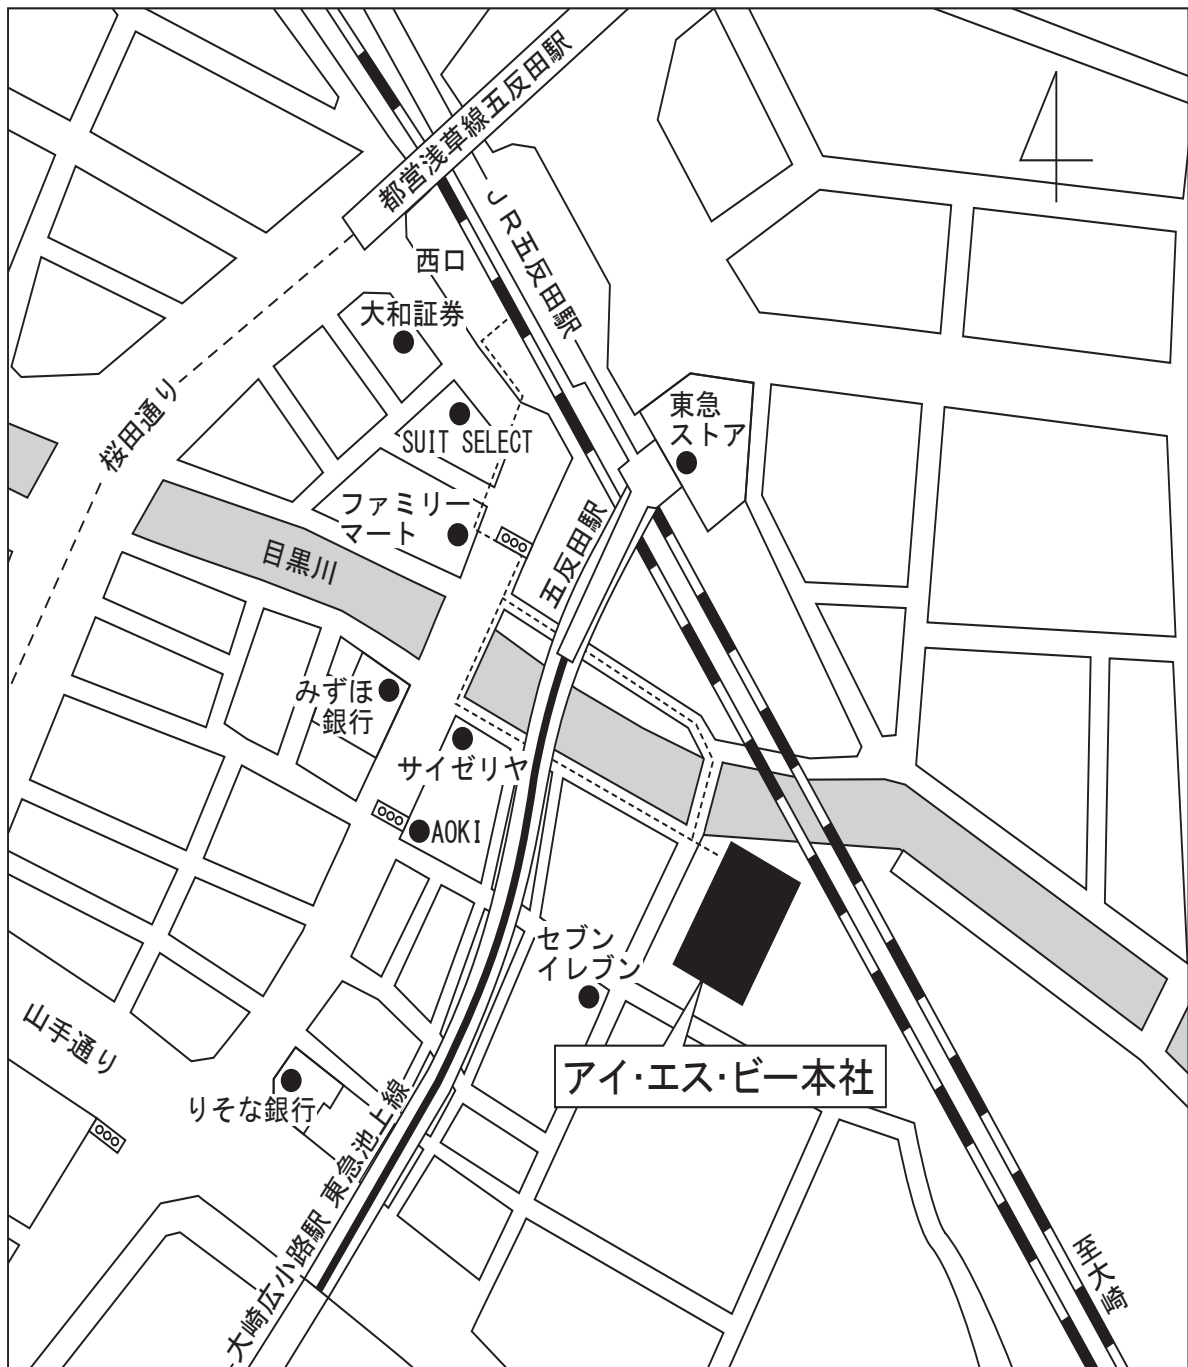 都営浅草線五反田駅
ＪＲ五反田駅
西口
大和証券
東急
ストア
桜田通り
SUIT SELECT
ファミリー
マート
五反田駅
目黒川
みずほ
銀行
サイゼリヤ
AOKI
セブン
イレブン
山手通り
アイ・エス・ビー本社
りそな銀行
東急池上線
大崎広小路駅
至大崎